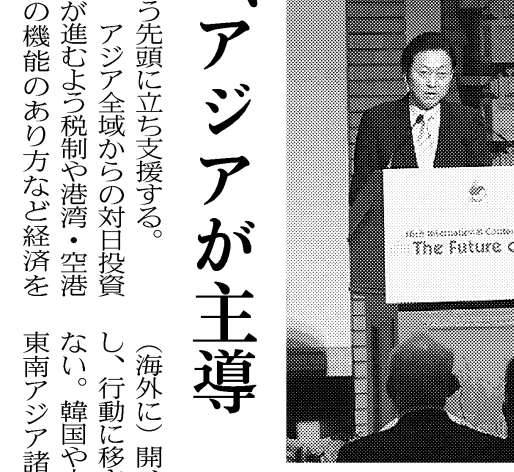 アジアが主導
う先頭に立ち支援する。
アジア全域からの対日投資
が進むよう税制や港湾・空港
の機能のあり方など経済を
（海外に）開
し、行動に移
ない。韓国や
東南アジア諸
16th International Confer
The Future o